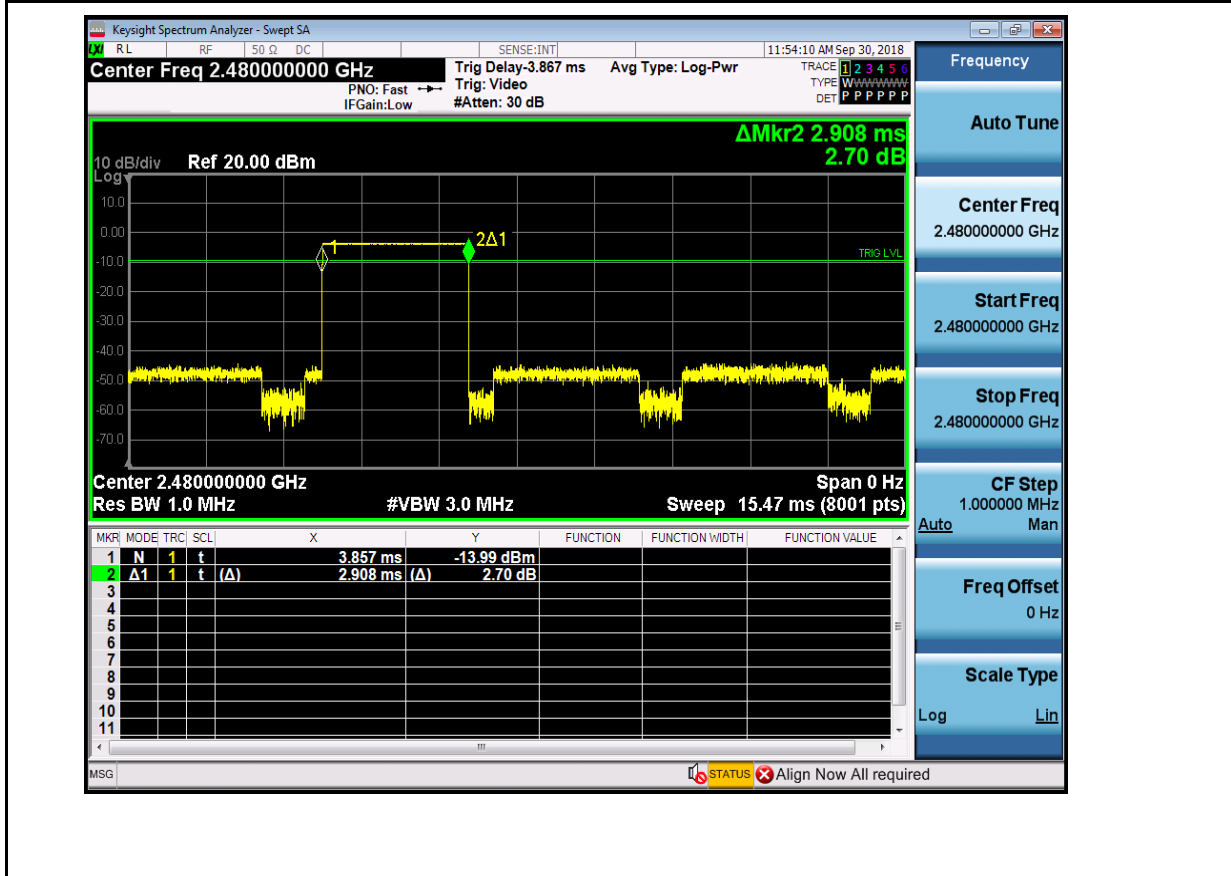 Keysight Spectrum Analyzer - Swept SA
LXI RL RF 50 Ω DC SENSE:INT 11:54:10 AM Sep 30, 2018
Center Freq 2.480000000 GHz
PNO: Fast
IFGain:Low
Trig Delay-3.867 ms
Trig: Video
#Atten: 30 dB
Avg Type: Log-Pwr
TRACE 1 2 3 4 5 6
TYPE WWWWWW
DET P P P P P P
ΔMkr2 2.908 ms
2.70 dB
10 dB/div Ref 20.00 dBm
Log
10.0
0.00
-10.0
-20.0
-30.0
-40.0
-50.0
-60.0
-70.0
1
2Δ1
TRIG LVL
Center 2.480000000 GHz Span 0 Hz
Res BW 1.0 MHz #VBW 3.0 MHz Sweep 15.47 ms (8001 pts)
MKR MODE TRC SCL X Y FUNCTION FUNCTION WIDTH FUNCTION VALUE
1 N 1 t 3.857 ms -13.99 dBm
2 Δ1 1 t (Δ) 2.908 ms (Δ) 2.70 dB
3
4
5
6
7
8
9
10
11
MSG STATUS Align Now All required
Frequency
Auto Tune
Center Freq
2.480000000 GHz
Start Freq
2.480000000 GHz
Stop Freq
2.480000000 GHz
CF Step
1.000000 MHz
Auto Man
Freq Offset
0 Hz
Scale Type
Log Lin